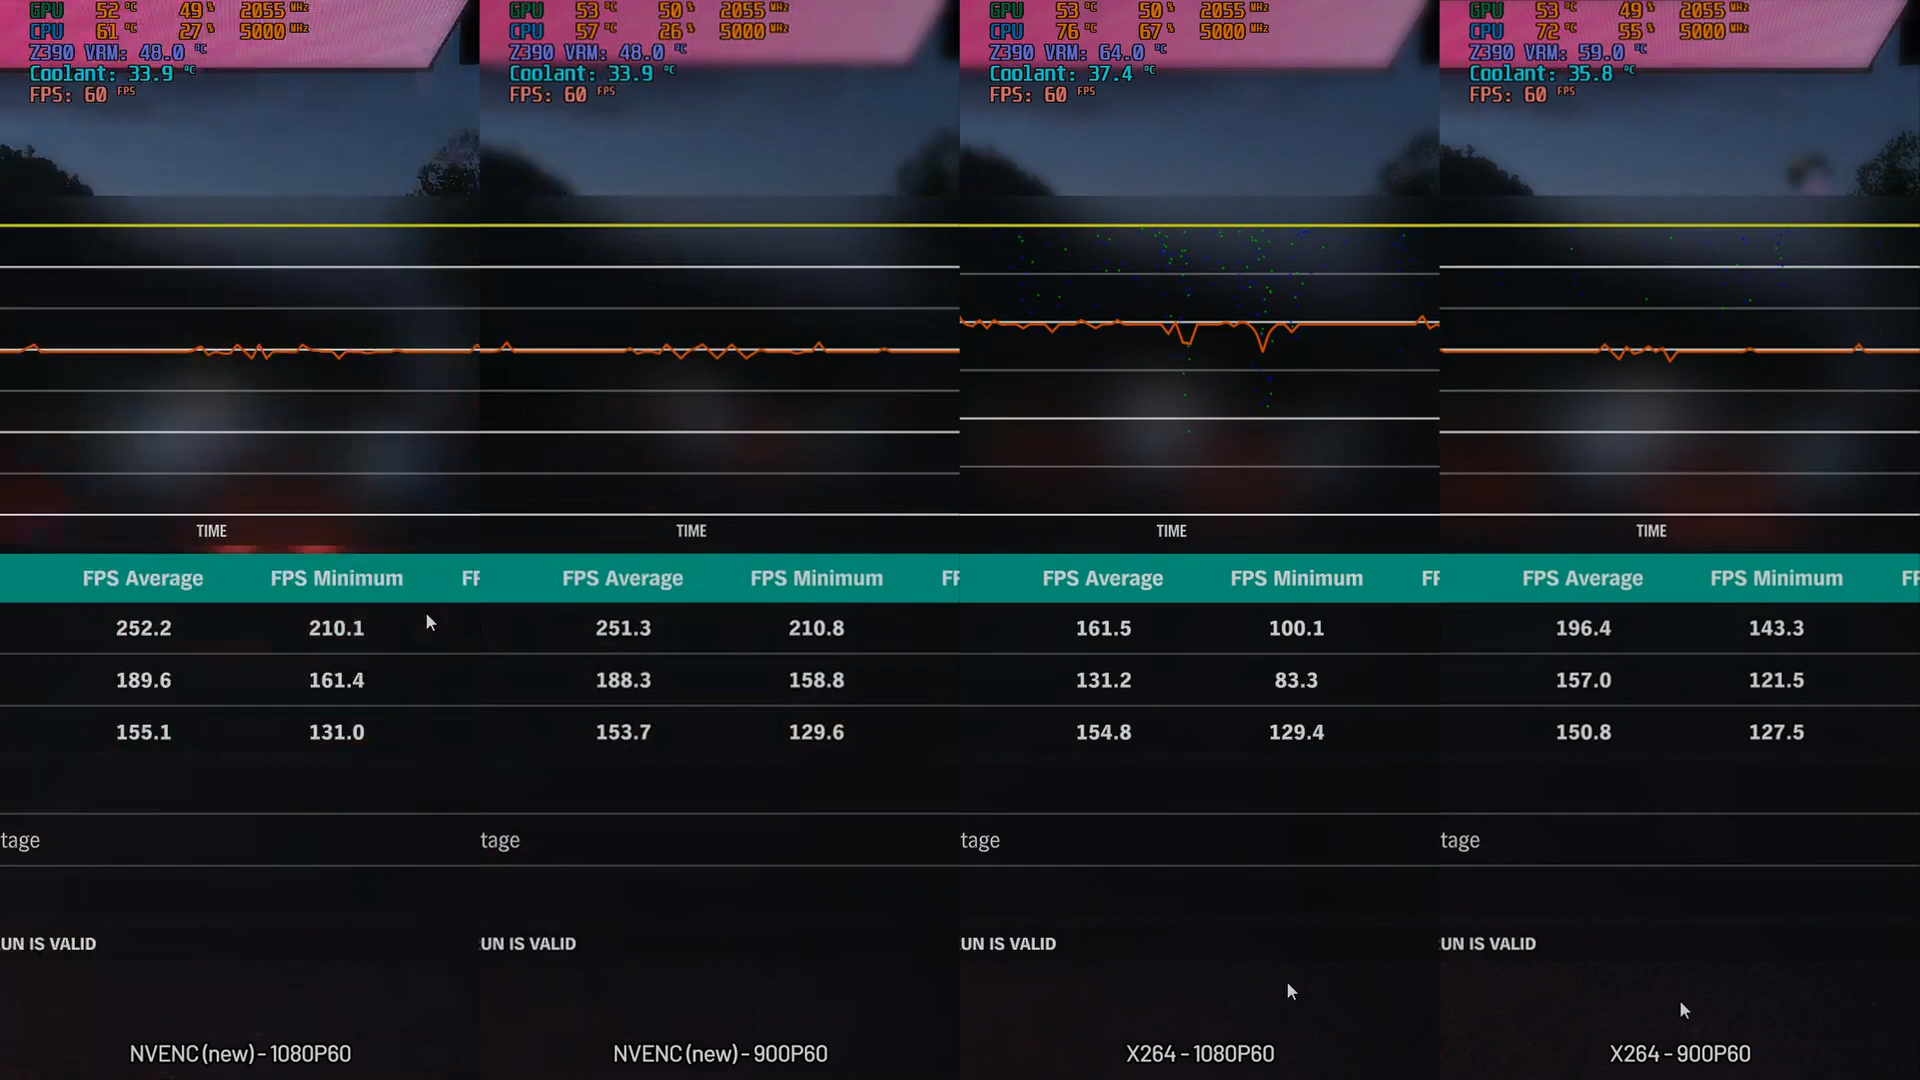 GPU 52 °C 49 % 2055 MHz
CPU 61 °C 27 % 5000 MHz
Z390 VRM: 48.0 °C
Coolant: 33.9 °C
FPS: 60 FPS
TIME
FPS Average FPS Minimum FF
252.2 210.1
189.6 161.4
155.1 131.0
tage
UN IS VALID
NVENC (new) - 1080P60
GPU 53 °C 50 % 2055 MHz
CPU 57 °C 26 % 5000 MHz
Z390 VRM: 48.0 °C
Coolant: 33.9 °C
FPS: 60 FPS
TIME
FPS Average FPS Minimum FF
251.3 210.8
188.3 158.8
153.7 129.6
tage
UN IS VALID
NVENC (new) - 900P60
GPU 53 °C 50 % 2055 MHz
CPU 76 °C 67 % 5000 MHz
Z390 VRM: 64.0 °C
Coolant: 37.4 °C
FPS: 60 FPS
TIME
FPS Average FPS Minimum FF
161.5 100.1
131.2 83.3
154.8 129.4
tage
UN IS VALID
X264 - 1080P60
GPU 53 °C 49 % 2055 MHz
CPU 72 °C 55 % 5000 MHz
Z390 VRM: 59.0 °C
Coolant: 35.8 °C
FPS: 60 FPS
TIME
FPS Average FPS Minimum FF
196.4 143.3
157.0 121.5
150.8 127.5
tage
UN IS VALID
X264 - 900P60